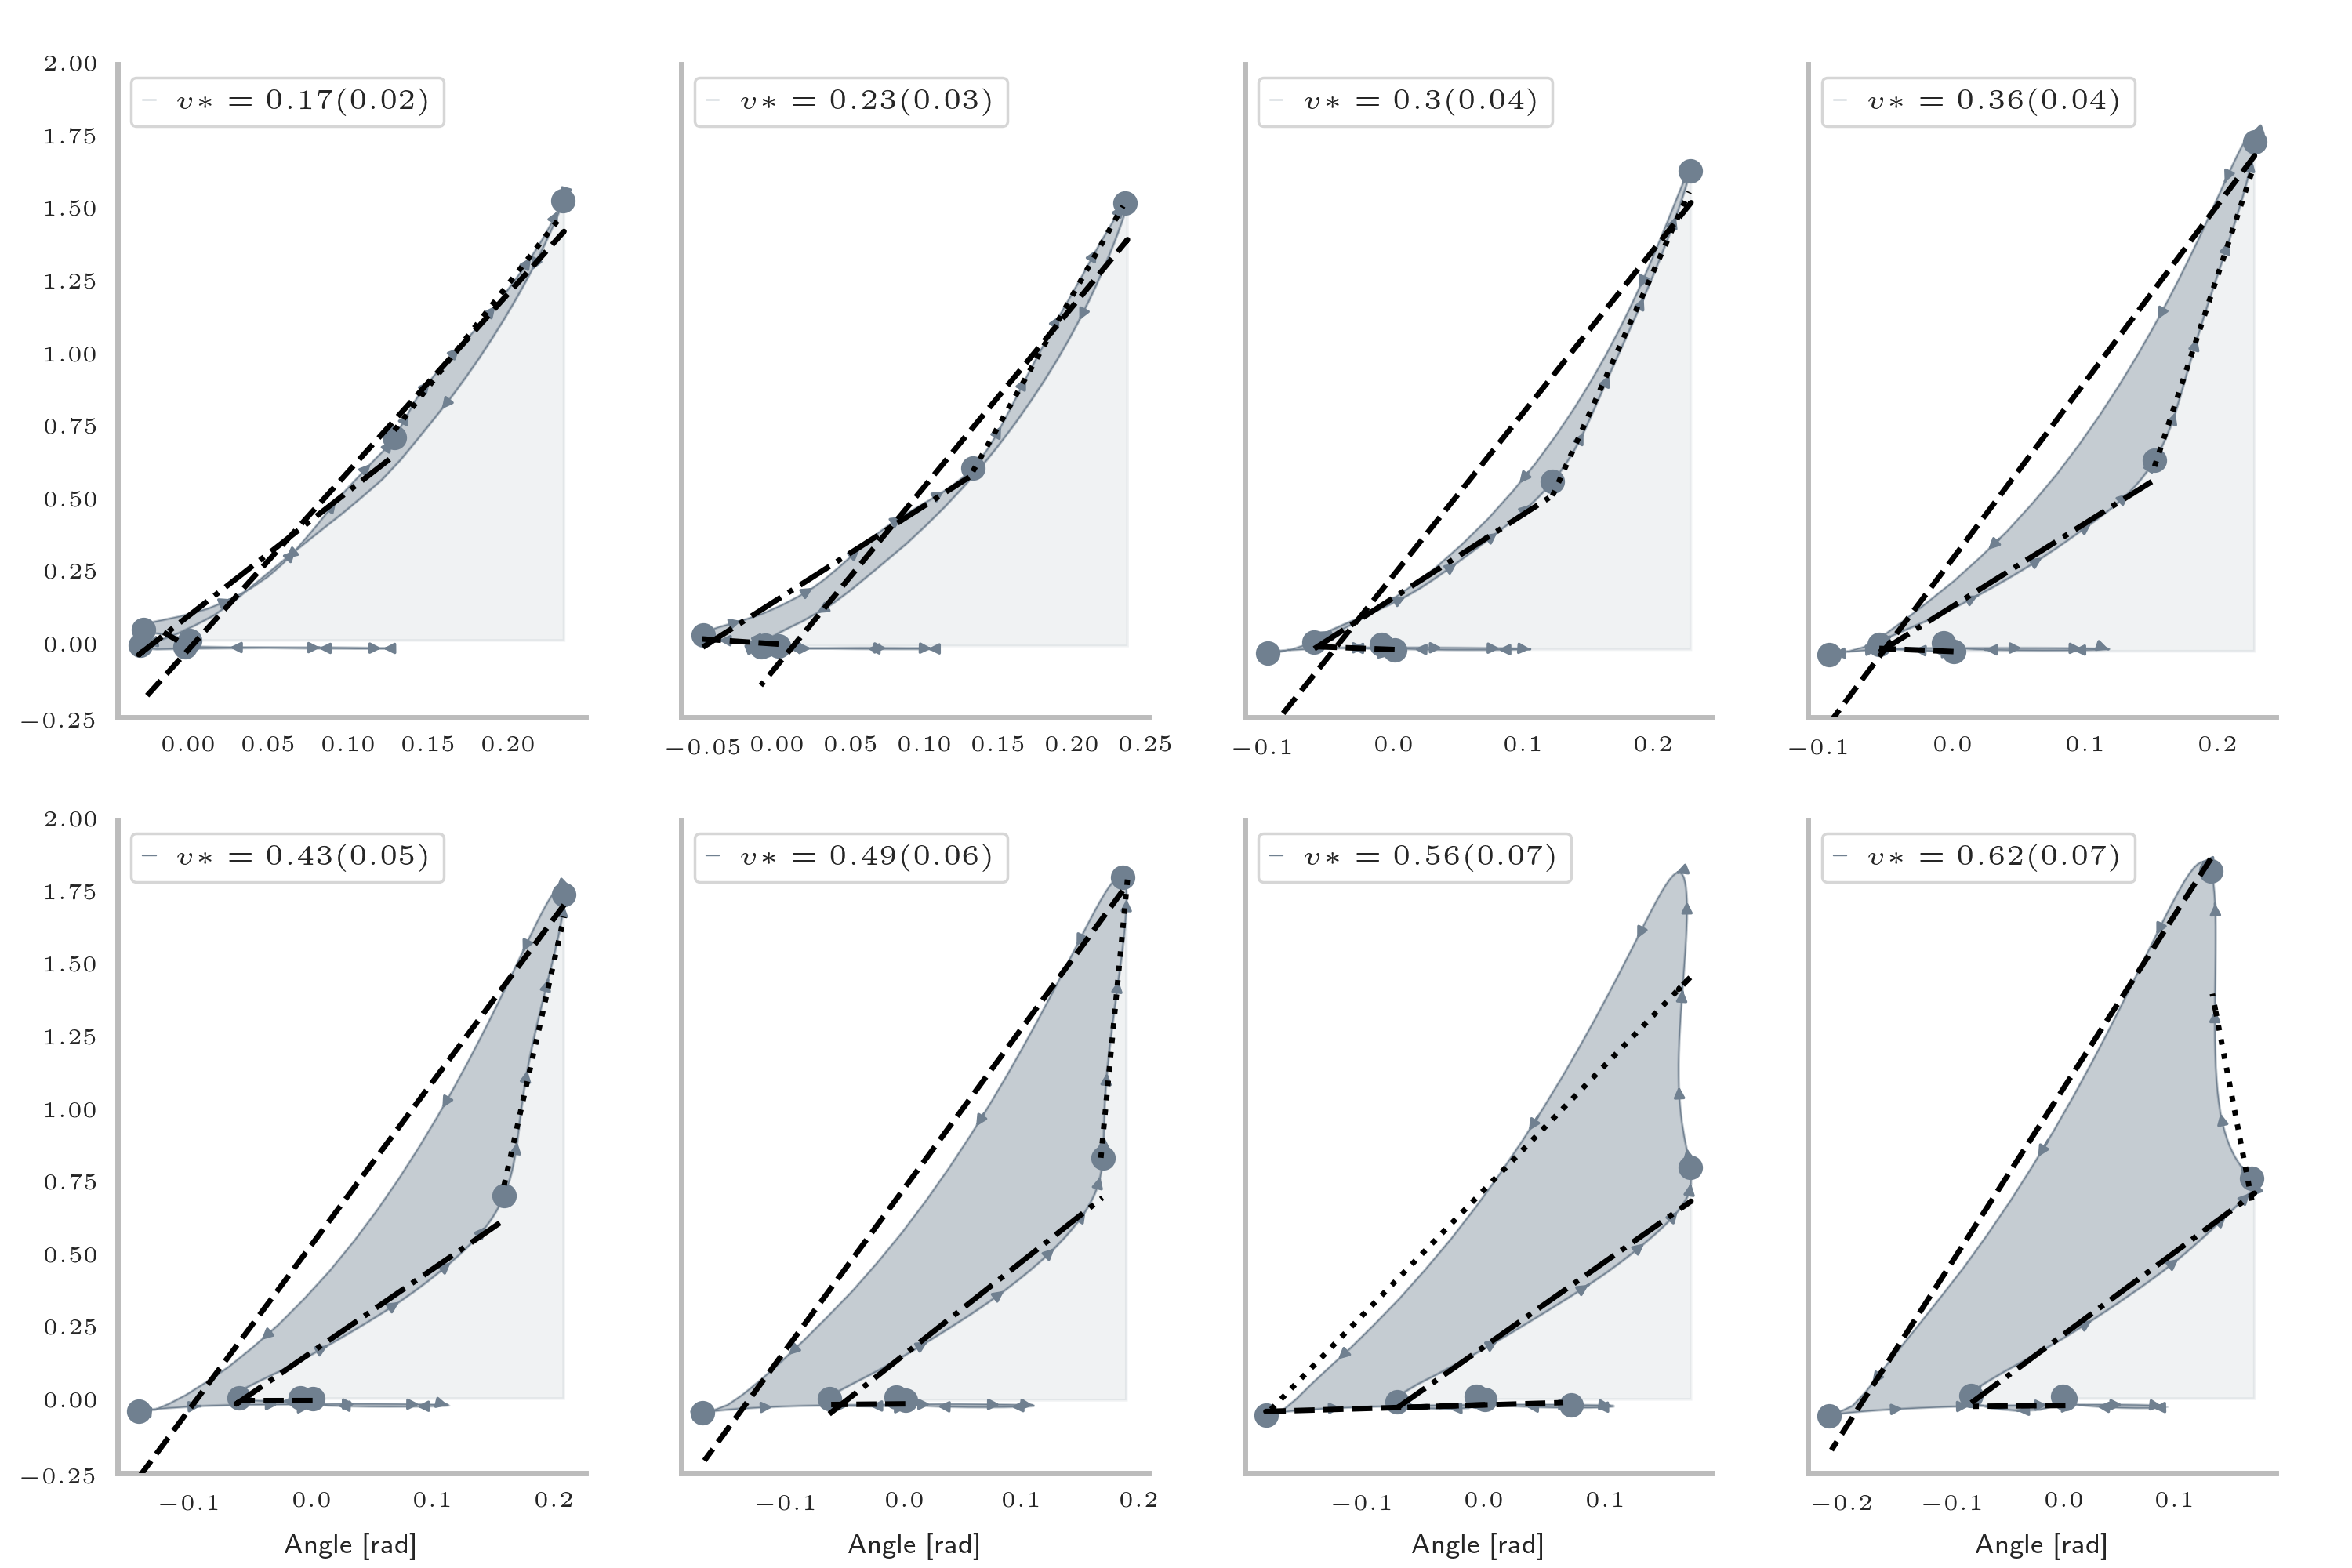 2.00
1.75
1.50
1.25
1.00
0.75
0.50
0.25
0.00
−0.25
v* = 0.17(0.02)
0.00 0.05 0.10 0.15 0.20
v* = 0.23(0.03)
−0.05 0.00 0.05 0.10 0.15 0.20 0.25
v* = 0.3(0.04)
−0.1 0.0 0.1 0.2
v* = 0.36(0.04)
−0.1 0.0 0.1 0.2
2.00
1.75
1.50
1.25
1.00
0.75
0.50
0.25
0.00
−0.25
v* = 0.43(0.05)
−0.1 0.0 0.1 0.2
Angle [rad]
v* = 0.49(0.06)
−0.1 0.0 0.1 0.2
Angle [rad]
v* = 0.56(0.07)
−0.1 0.0 0.1
Angle [rad]
v* = 0.62(0.07)
−0.2 −0.1 0.0 0.1
Angle [rad]